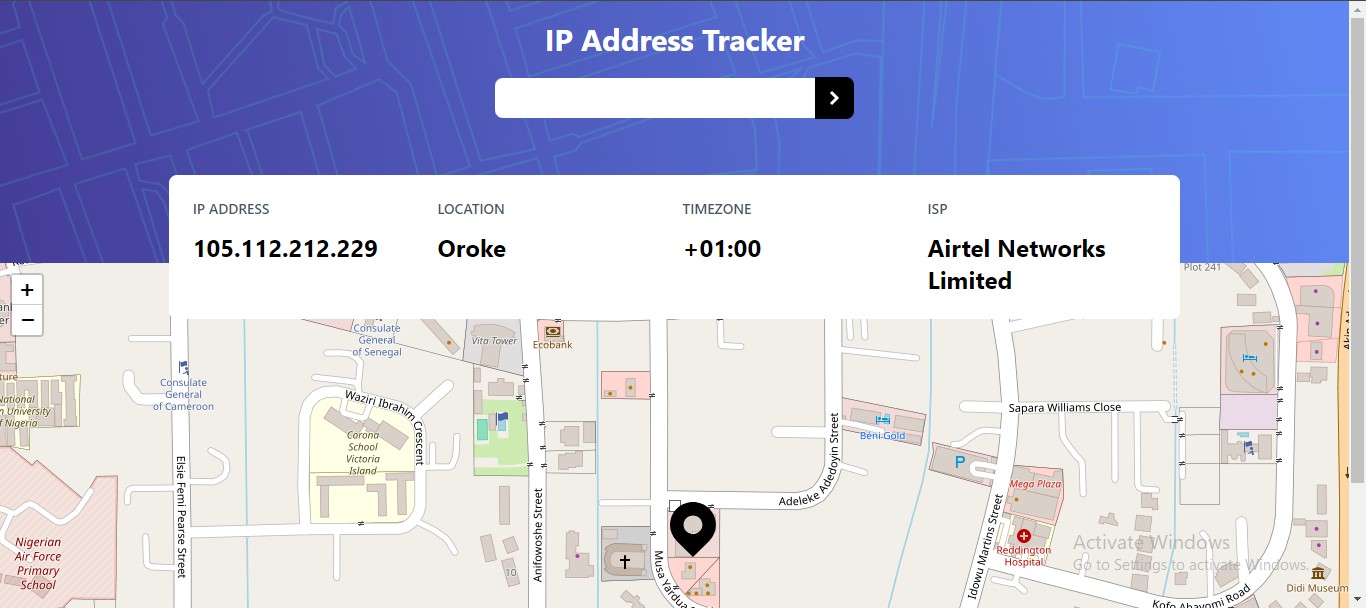 IP Address Tracker
IP ADDRESS
105.112.212.229
LOCATION
Oroke
TIMEZONE
+01:00
ISP
Airtel Networks
Limited
+
−
Plot 241
Consulate
General
of Senegal
Vita Tower
Ecobank
Consulate
General
of Cameroon
National
University
of Nigeria
Waziri Ibrahim Crescent
Corona
School
Victoria
Island
Elsie Femi Pearse Street
Anifowoshe Street
Adeleke Adedoyin Street
Béni Gold
Sapara Williams Close
P
Mega Plaza
Reddington
Hospital
Idowu Martins Street
Nigerian
Air Force
Primary
School
10
Musa Yardua
Kofo Abayomi Road
Didi Museum
Activate Windows
Go to Settings to activate Windows.